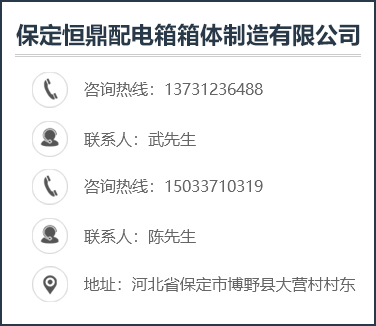 保定恒鼎配电箱箱体制造有限公司
咨询热线：13731236488
联系人：武先生
咨询热线：15033710319
联系人：陈先生
地址：河北省保定市博野县大营村村东